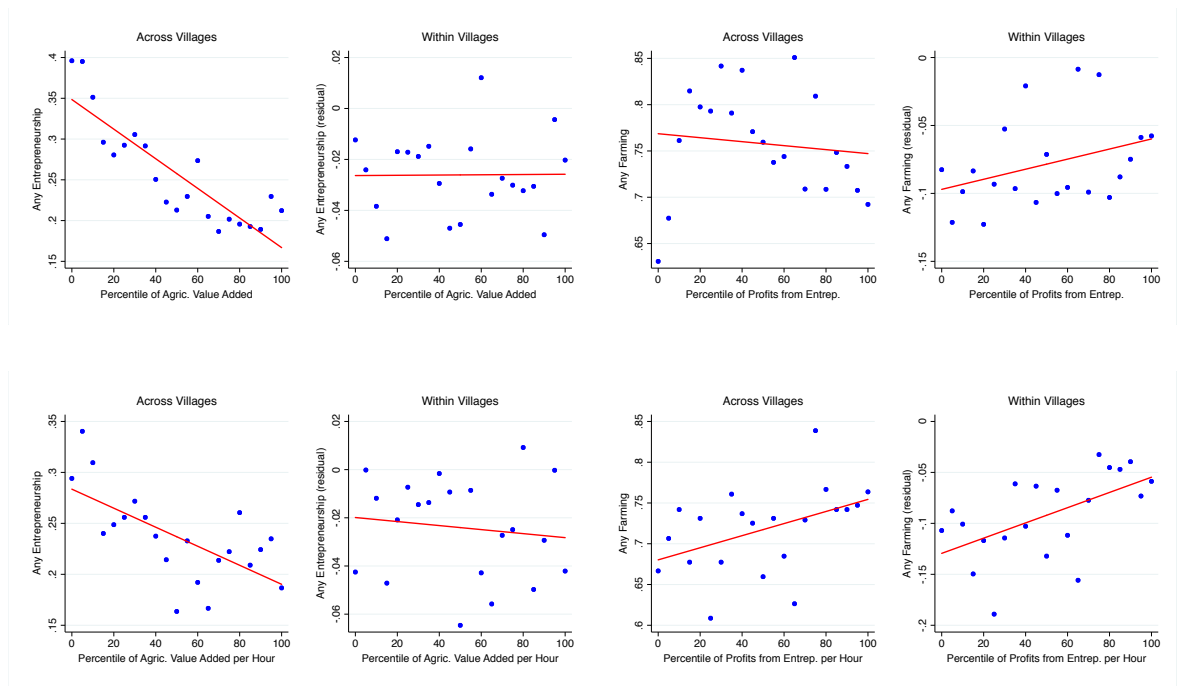 Across Villages
Any Entrepreneurship
.4
.35
.3
.25
.2
.15
0 20 40 60 80 100
Percentile of Agric. Value Added
Within Villages
Any Entrepreneurship (residual)
.02
0
-.02
-.04
-.06
0 20 40 60 80 100
Percentile of Agric. Value Added
Across Villages
Any Farming
.85
.8
.75
.7
.65
0 20 40 60 80 100
Percentile of Profits from Entrep.
Within Villages
Any Farming (residual)
0
-.05
-.1
-.15
0 20 40 60 80 100
Percentile of Profits from Entrep.
Across Villages
Any Entrepreneurship
.35
.3
.25
.2
.15
0 20 40 60 80 100
Percentile of Agric. Value Added per Hour
Within Villages
Any Entrepreneurship (residual)
.02
0
-.02
-.04
-.06
0 20 40 60 80 100
Percentile of Agric. Value Added per Hour
Across Villages
Any Farming
.85
.8
.75
.7
.65
.6
0 20 40 60 80 100
Percentile of Profits from Entrep. per Hour
Within Villages
Any Farming (residual)
0
-.05
-.1
-.15
-.2
0 20 40 60 80 100
Percentile of Profits from Entrep. per Hour